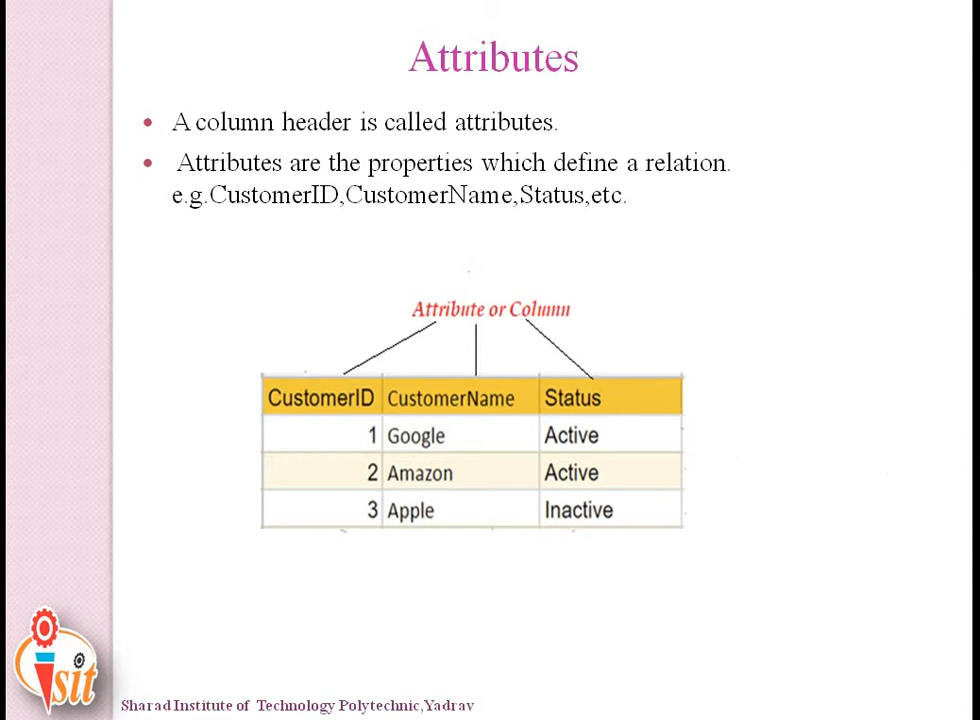 Attributes
• A column header is called attributes.
• Attributes are the properties which define a relation.
e.g.CustomerID,CustomerName,Status,etc.
Attribute or Column
CustomerID CustomerName Status
1 Google Active
2 Amazon Active
3 Apple Inactive
sit
Sharad Institute of Technology Polytechnic,Yadrav